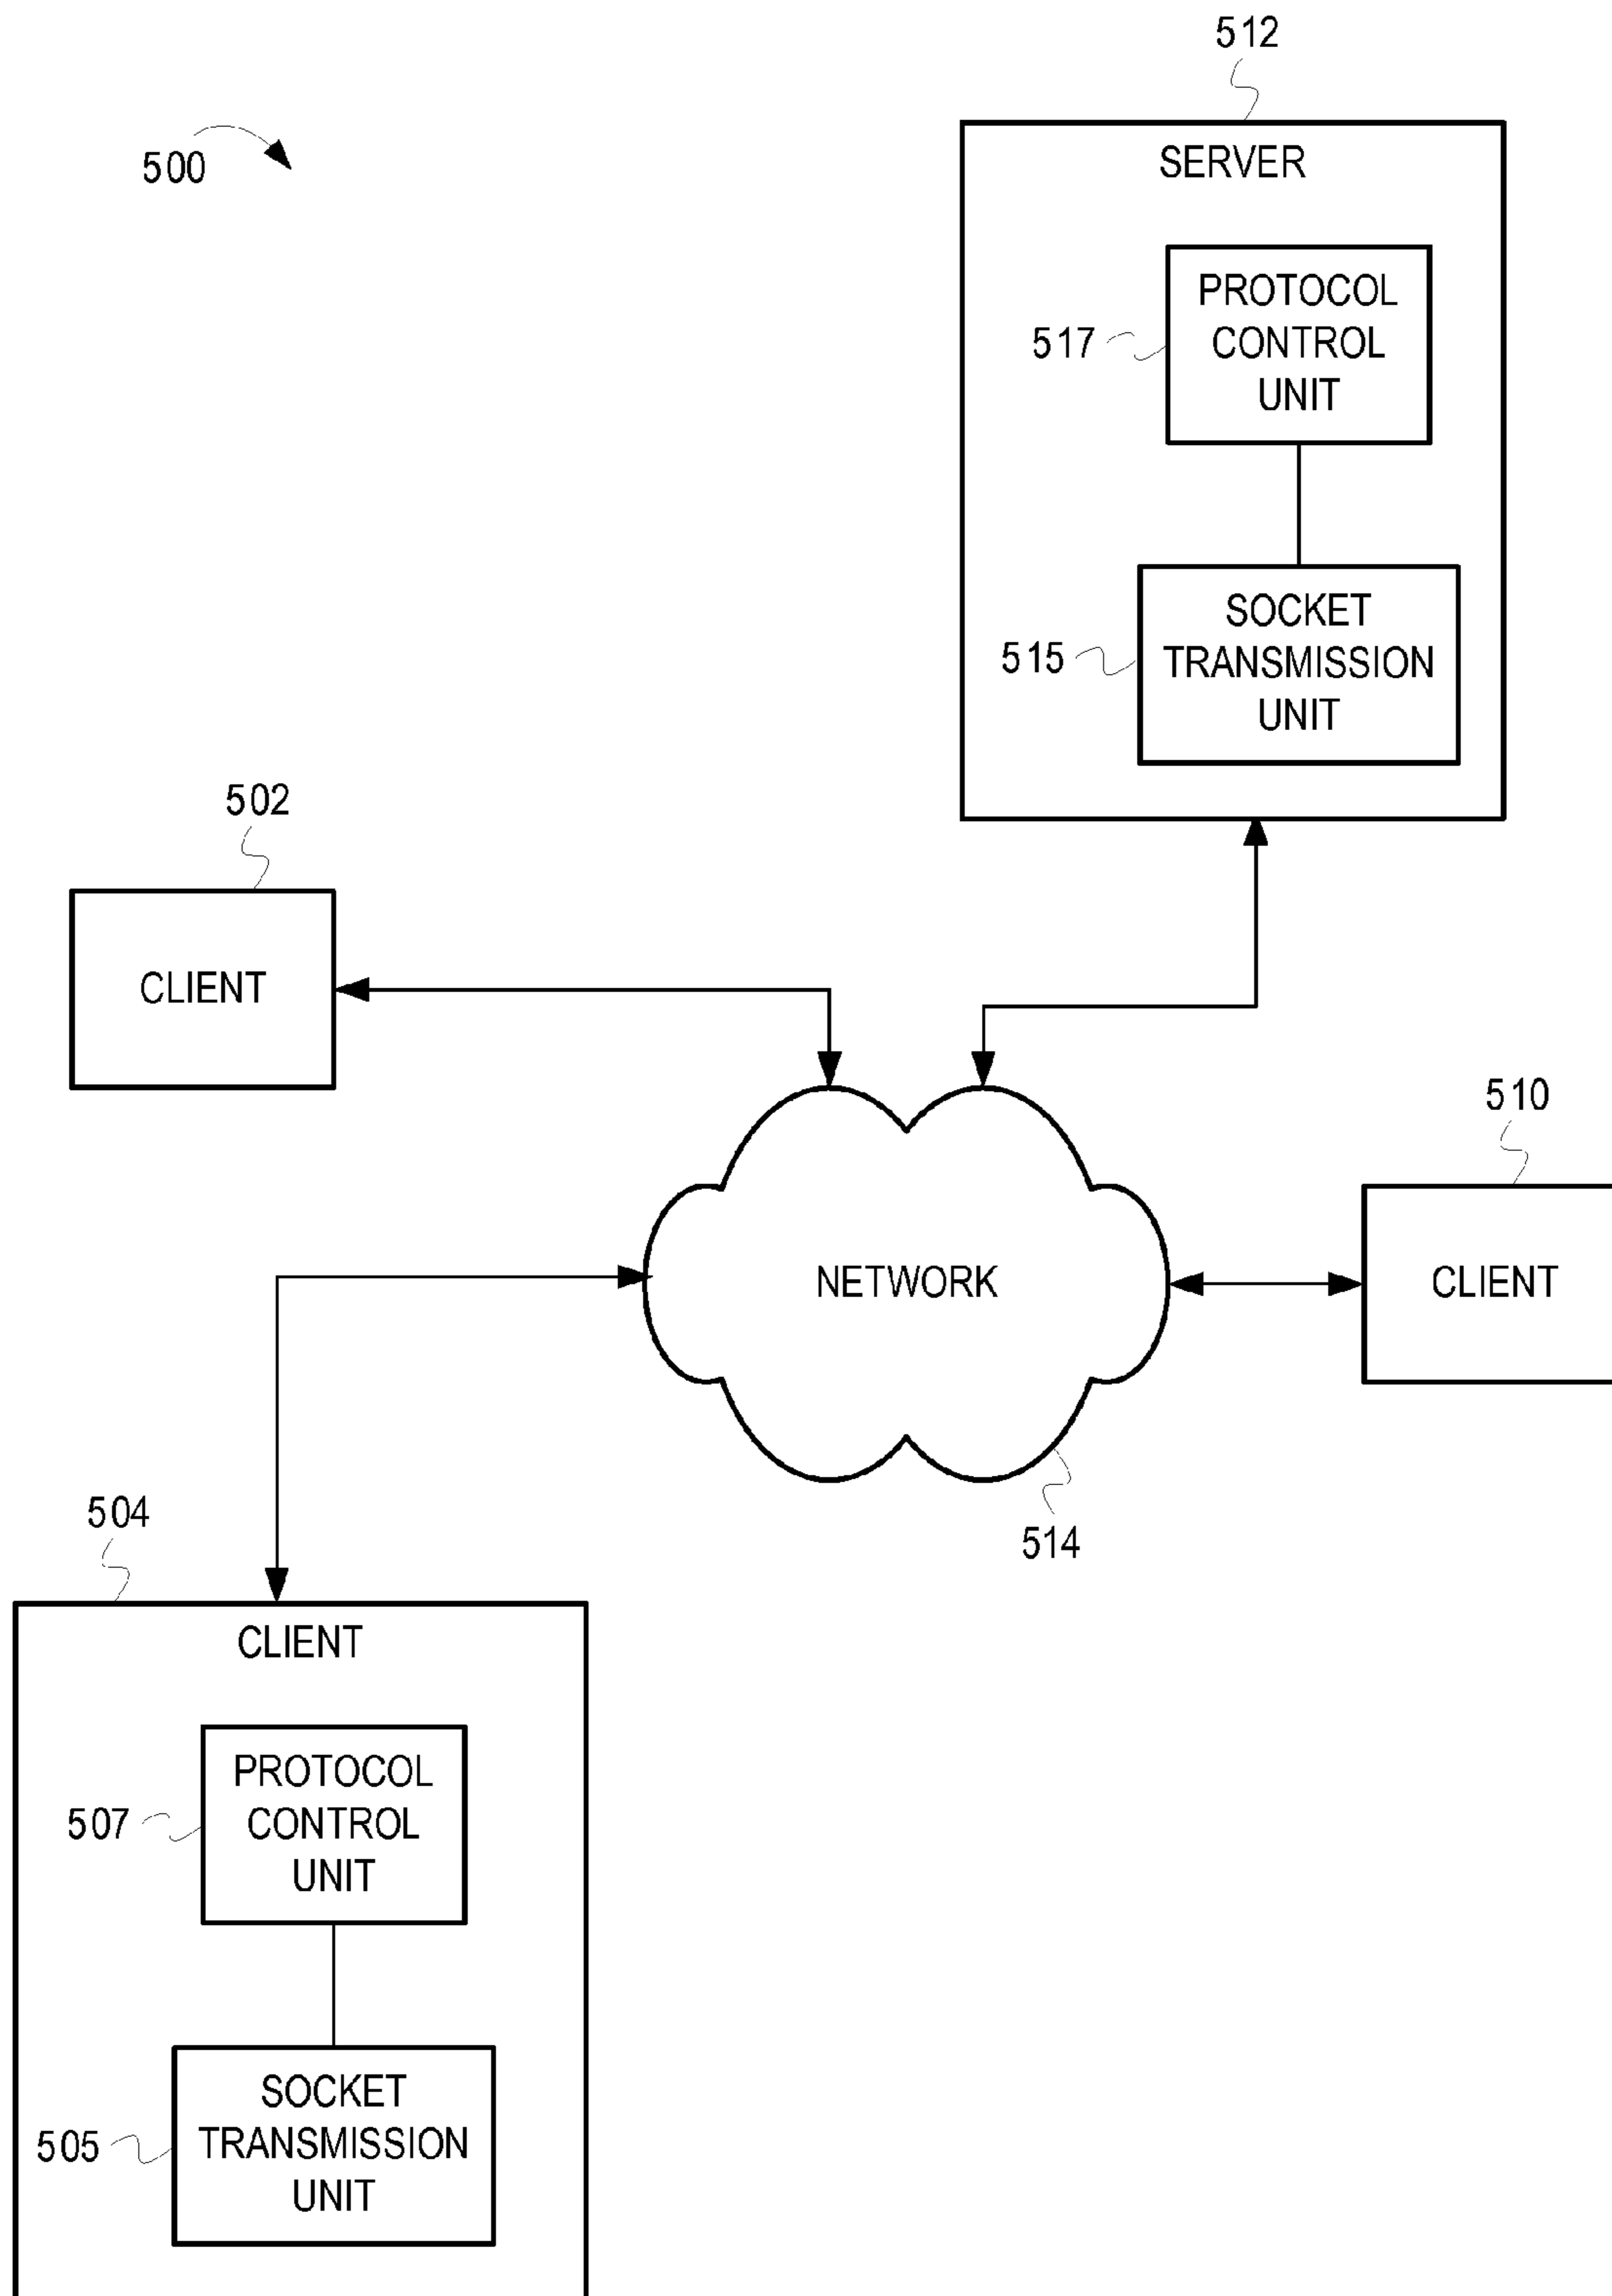 512
500
SERVER
517
PROTOCOL
CONTROL
UNIT
515
SOCKET
TRANSMISSION
UNIT
502
CLIENT
510
NETWORK
CLIENT
514
504
CLIENT
507
PROTOCOL
CONTROL
UNIT
505
SOCKET
TRANSMISSION
UNIT